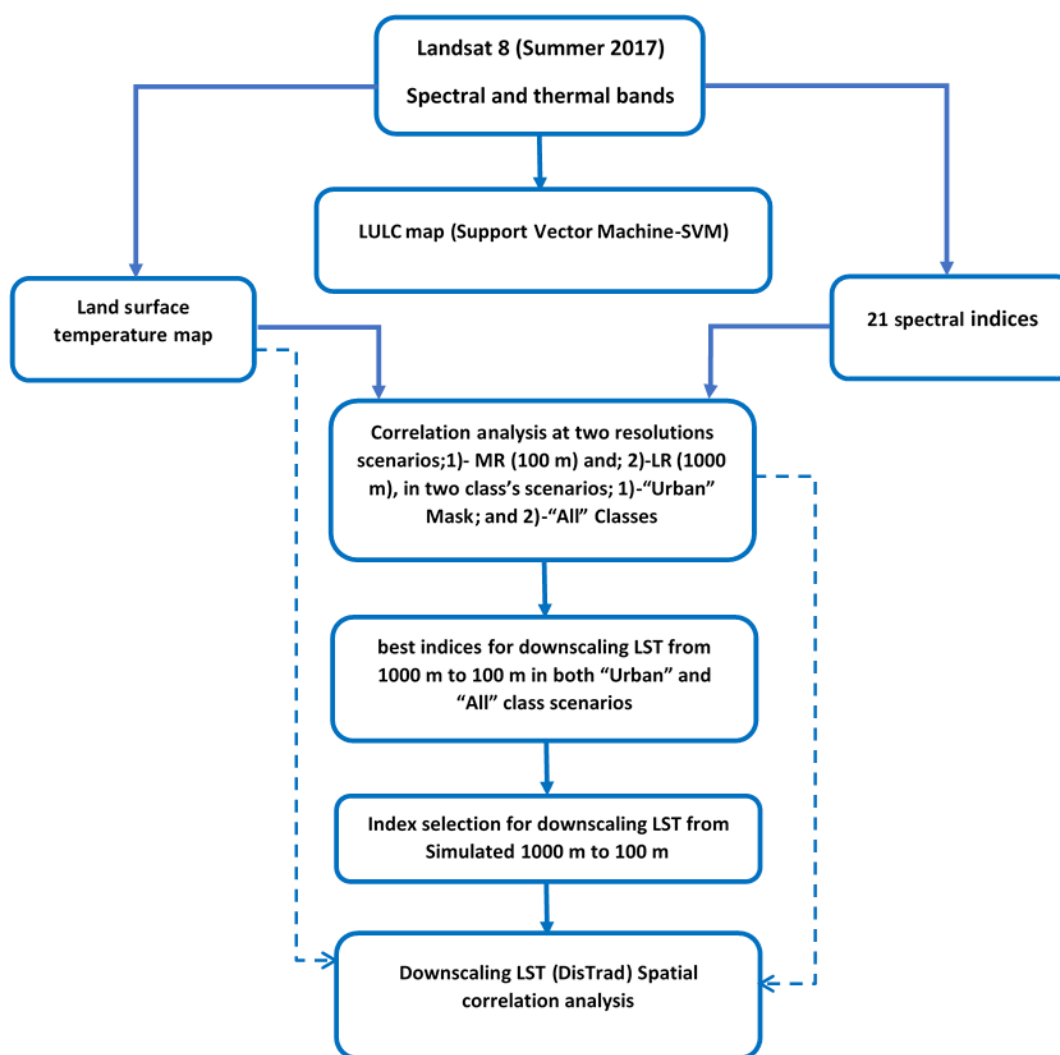 Landsat 8 (Summer 2017)
Spectral and thermal bands
LULC map (Support Vector Machine-SVM)
Land surface
temperature map
21 spectral indices
Correlation analysis at two resolutions
scenarios;1)- MR (100 m) and; 2)-LR (1000
m), in two class's scenarios; 1)-“Urban”
Mask; and 2)-“All” Classes
best indices for downscaling LST from
1000 m to 100 m in both “Urban” and
“All” class scenarios
Index selection for downscaling LST from
Simulated 1000 m to 100 m
Downscaling LST (DisTrad) Spatial
correlation analysis